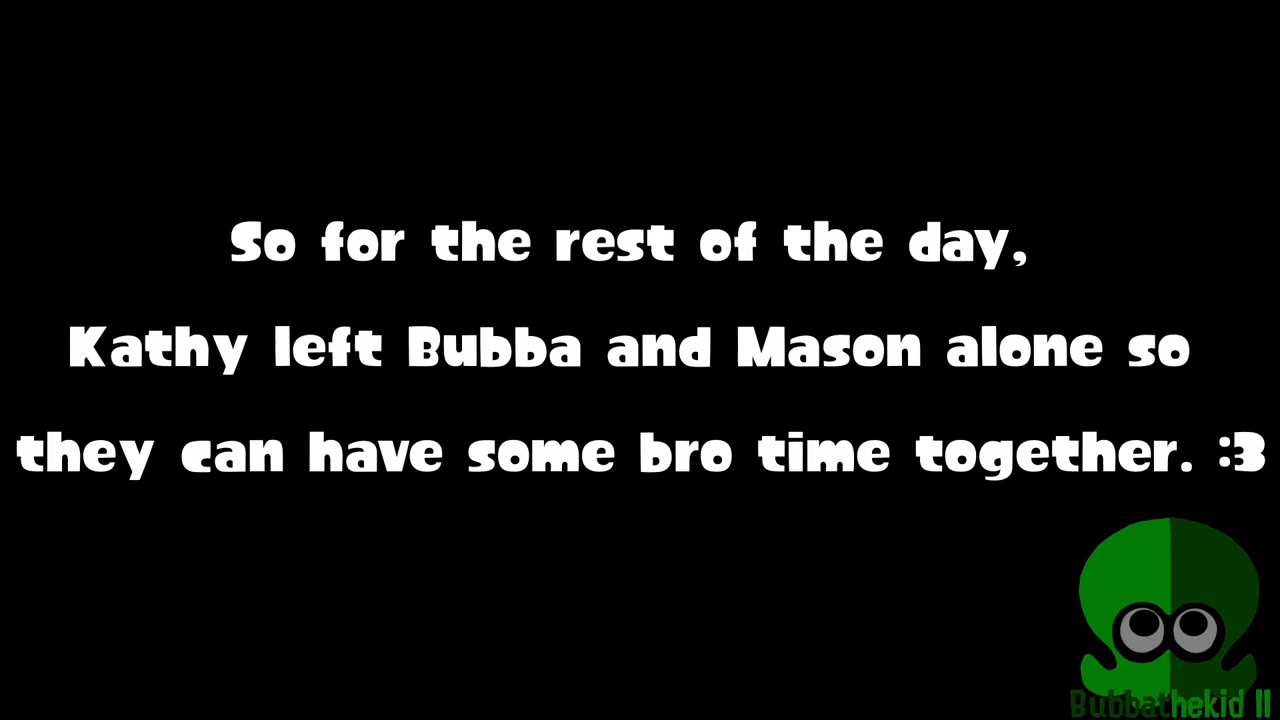 So for the rest of the day,
Kathy left Bubba and Mason alone so
they can have some bro time together. :3
Bubbathekid II